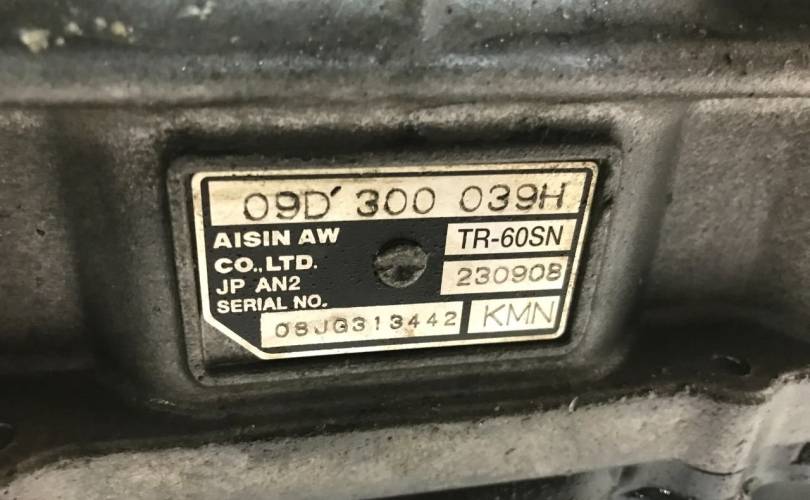 09D 300 039H
AISIN AW
CO.,LTD.
JP AN2
SERIAL NO.
TR-60SN
230908
08JG313442
KMN